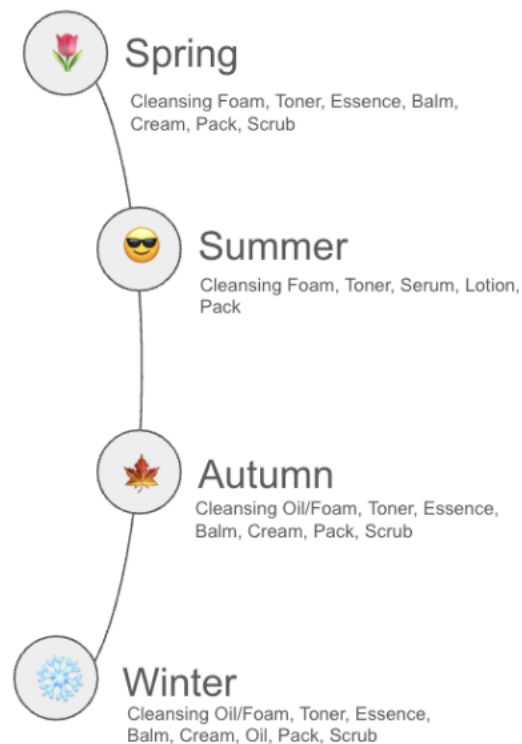 Spring
Cleansing Foam, Toner, Essence, Balm,
Cream, Pack, Scrub
Summer
Cleansing Foam, Toner, Serum, Lotion,
Pack
Autumn
Cleansing Oil/Foam, Toner, Essence,
Balm, Cream, Pack, Scrub
Winter
Cleansing Oil/Foam, Toner, Essence,
Balm, Cream, Oil, Pack, Scrub